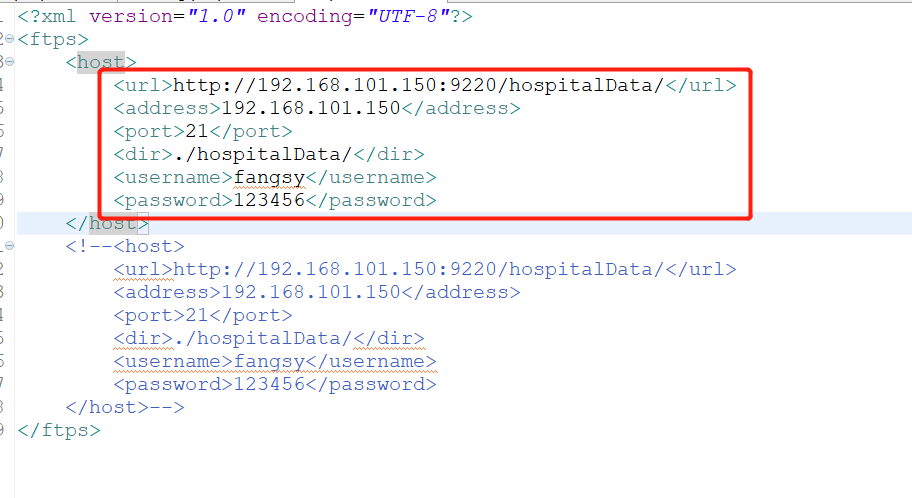 <?xml version="1.0" encoding="UTF-8"?>
<ftps>
<host>
<url>http://192.168.101.150:9220/hospitalData/</url>
<address>192.168.101.150</address>
<port>21</port>
<dir>./hospitalData/</dir>
<username>fangsy</username>
<password>123456</password>
</host>
<!--<host>
<url>http://192.168.101.150:9220/hospitalData/</url>
<address>192.168.101.150</address>
<port>21</port>
<dir>./hospitalData/</dir>
<username>fangsy</username>
<password>123456</password>
</host>-->
</ftps>